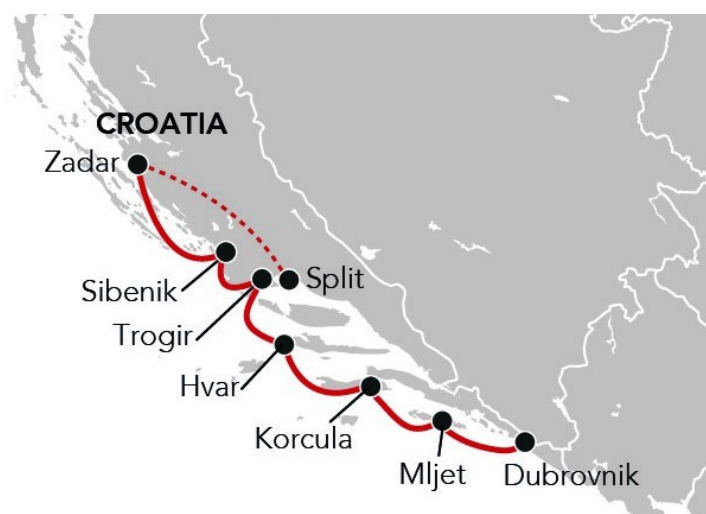 CROATIA
Zadar
Sibenik
Split
Trogir
Hvar
Korcula
Mljet
Dubrovnik